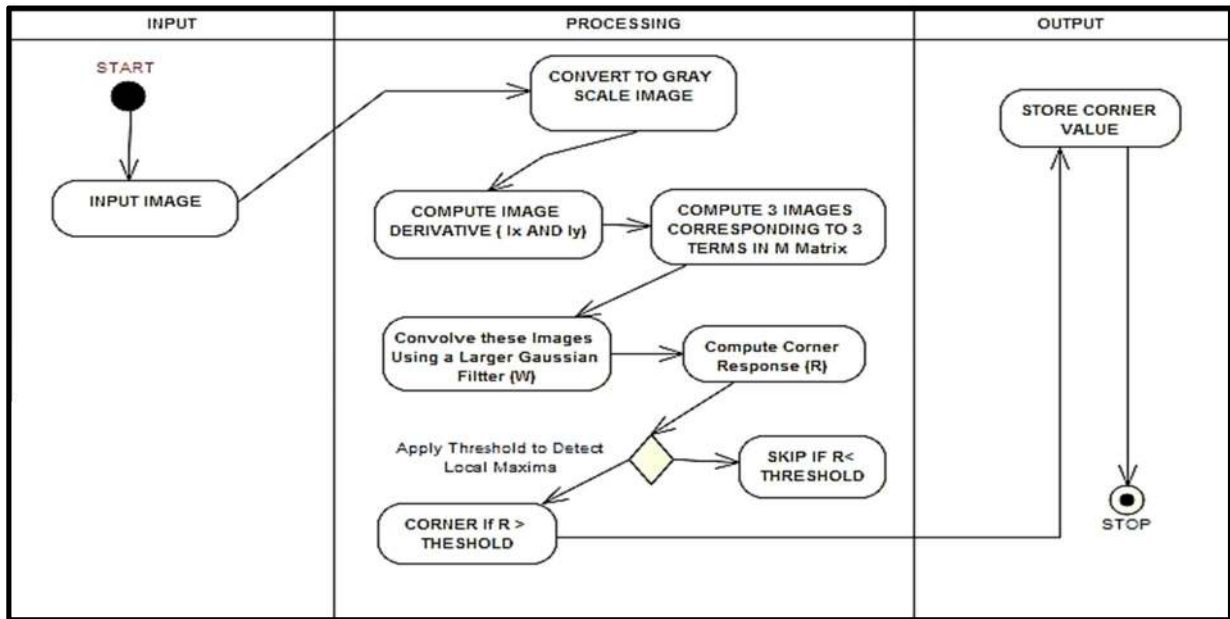 INPUT
PROCESSING
OUTPUT
START
INPUT IMAGE
CONVERT TO GRAY
SCALE IMAGE
COMPUTE IMAGE
DERIVATIVE ( Ix AND Iy)
COMPUTE 3 IMAGES
CORRESPONDING TO 3
TERMS IN M Matrix
Convolve these Images
Using a Larger Gaussian
Filtter (W)
Compute Corner
Response (R)
Apply Threshold to Detect
Local Maxima
SKIP IF R<
THRESHOLD
CORNER If R >
THESHOLD
STORE CORNER
VALUE
STOP